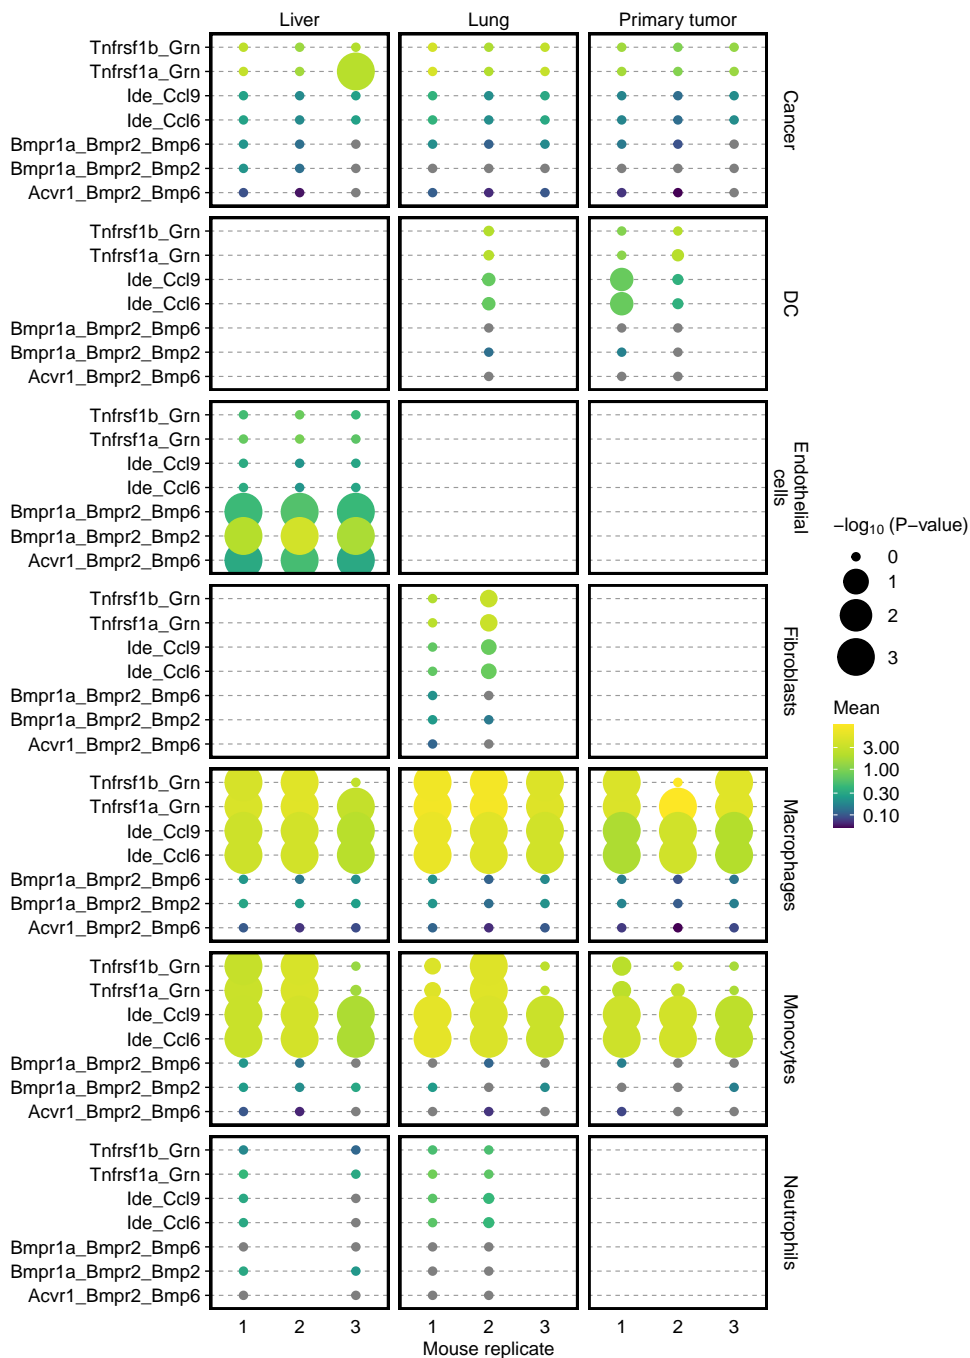 Liver Lung Primary tumor
Tnfrsf1b_Grn
Tnfrsf1a_Grn
Ide_Ccl9
Ide_Ccl6
Bmpr1a_Bmpr2_Bmp6
Bmpr1a_Bmpr2_Bmp2
Acvr1_Bmpr2_Bmp6
Cancer
Tnfrsf1b_Grn
Tnfrsf1a_Grn
Ide_Ccl9
Ide_Ccl6
Bmpr1a_Bmpr2_Bmp6
Bmpr1a_Bmpr2_Bmp2
Acvr1_Bmpr2_Bmp6
DC
Tnfrsf1b_Grn
Tnfrsf1a_Grn
Ide_Ccl9
Ide_Ccl6
Bmpr1a_Bmpr2_Bmp6
Bmpr1a_Bmpr2_Bmp2
Acvr1_Bmpr2_Bmp6
Endothelial
cells
Tnfrsf1b_Grn
Tnfrsf1a_Grn
Ide_Ccl9
Ide_Ccl6
Bmpr1a_Bmpr2_Bmp6
Bmpr1a_Bmpr2_Bmp2
Acvr1_Bmpr2_Bmp6
Fibroblasts
Tnfrsf1b_Grn
Tnfrsf1a_Grn
Ide_Ccl9
Ide_Ccl6
Bmpr1a_Bmpr2_Bmp6
Bmpr1a_Bmpr2_Bmp2
Acvr1_Bmpr2_Bmp6
Macrophages
Tnfrsf1b_Grn
Tnfrsf1a_Grn
Ide_Ccl9
Ide_Ccl6
Bmpr1a_Bmpr2_Bmp6
Bmpr1a_Bmpr2_Bmp2
Acvr1_Bmpr2_Bmp6
Monocytes
Tnfrsf1b_Grn
Tnfrsf1a_Grn
Ide_Ccl9
Ide_Ccl6
Bmpr1a_Bmpr2_Bmp6
Bmpr1a_Bmpr2_Bmp2
Acvr1_Bmpr2_Bmp6
Neutrophils
1 2 3 1 2 3 1 2 3
Mouse replicate
−log₁₀ (P−value)
0
1
2
3
Mean
3.00
1.00
0.30
0.10